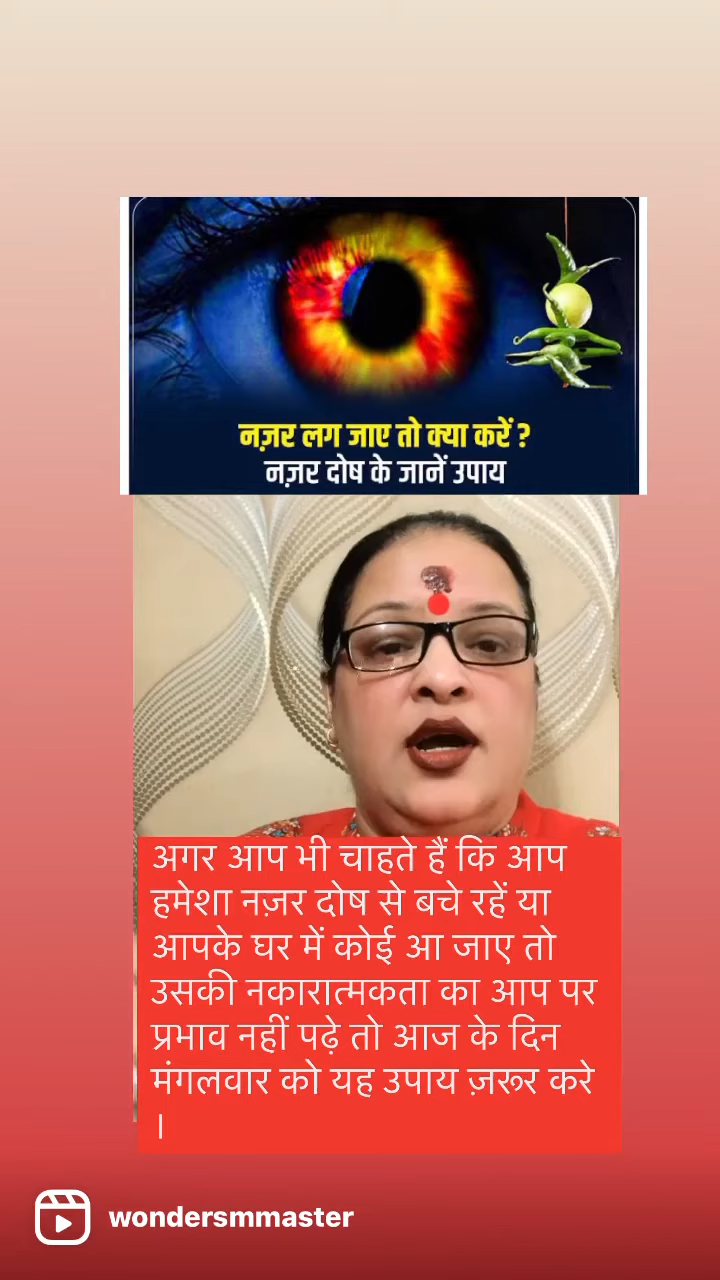 नज़र लग जाए तो क्या करें ?
नज़र दोष के जानें उपाय
अगर आप भी चाहते हैं कि आप
हमेशा नज़र दोष से बचे रहें या
आपके घर में कोई आ जाए तो
उसकी नकारात्मकता का आप पर
प्रभाव नहीं पढ़े तो आज के दिन
मंगलवार को यह उपाय ज़रूर करे
।
wondersmmaster